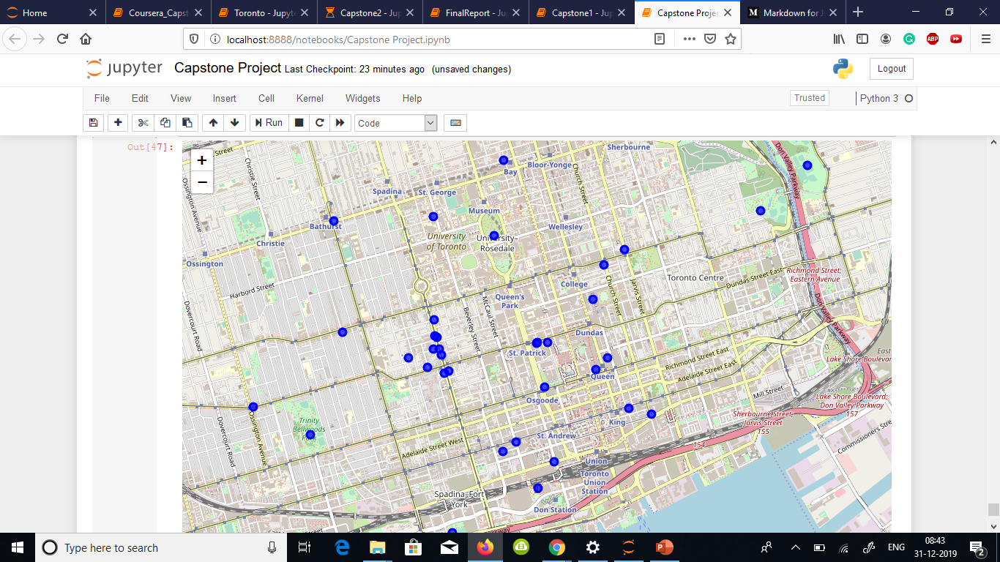 Home
Coursera_Capst
Toronto - Jupyt
Capstone2 - Jup
FinalReport - Ju
Capstone1 - Jup
Capstone Proje
Markdown for J
localhost:8888/notebooks/Capstone Project.ipynb
ABP
jupyter Capstone Project Last Checkpoint: 23 minutes ago (unsaved changes)
Logout
File Edit View Insert Cell Kernel Widgets Help
Trusted
Python 3
Run
Code
Out[47]:
+
−
Street
Christie Street
Ossington Avenue
Sherbourne
Bay
Bloor-Yonge
Church Street
Don Valley Parkway
Spadina
St. George
Museum
Bathurst
Wellesley
University
of Toronto
University–
Rosedale
Christie
Ossington
Harbord Street
College
Jarvis Street
Church Street
Toronto Centre
Dundas Street East
Richmond Street;
Eastern Avenue
Queen's
Park
McCaul Street
Beverley Street
Dovercourt Road
Don Valley Parkway
Dundas
St. Patrick
Richmond Street East
Adelaide Street East
East
Lake Shore Boulevar
Queen
Osgoode
Mill Street
Lake Shore Boulevard;
Don Valley Parkway
157
King
Sherbourne Street;
Jarvis Street
155
Trinity
Bellwoods
Ossington Avenue
Dovercourt Road
Adelaide Street West
St. Andrew
154
Commissioners Stre
Union
Toronto
Union
Station
Spadina–Fort
York
Don Station
Type here to search
ENG
08:43
31-12-2019
2